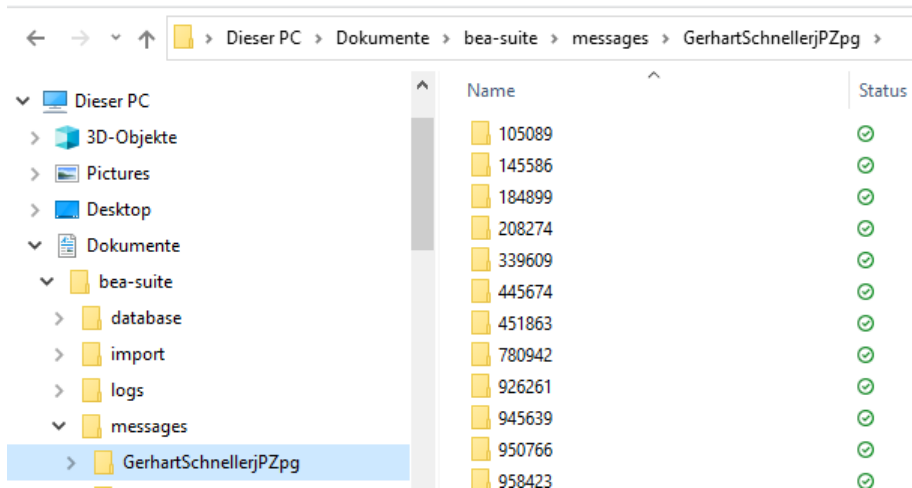 Dieser PC > Dokumente > bea-suite > messages > GerhartSchnellerjPZpg >
Dieser PC
3D-Objekte
Pictures
Desktop
Dokumente
bea-suite
database
import
logs
messages
GerhartSchnellerjPZpg
Name Status
105089
145586
184899
208274
339609
445674
451863
780942
926261
945639
950766
958423